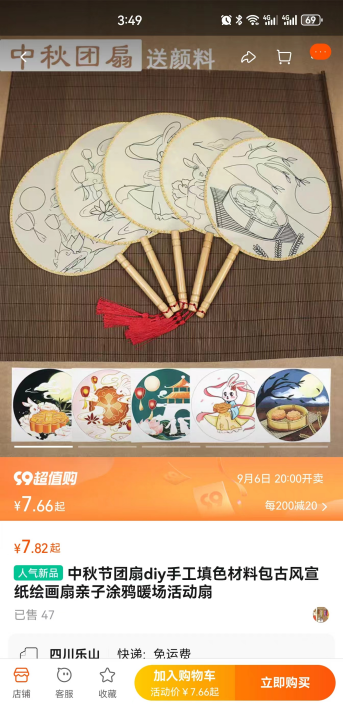 3:49
4G 4G 69
中秋团扇 送颜料
99超值购
9月6日 20:00开卖
¥7.66起
每200减20 >
¥7.82起
人气新品 中秋节团扇diy手工填色材料包古风宣
纸绘画扇亲子涂鸦暖场活动扇
已售 47
四川乐山 快递: 免运费
店铺
客服
收藏
加入购物车
活动价 ¥ 7.66起
立即购买